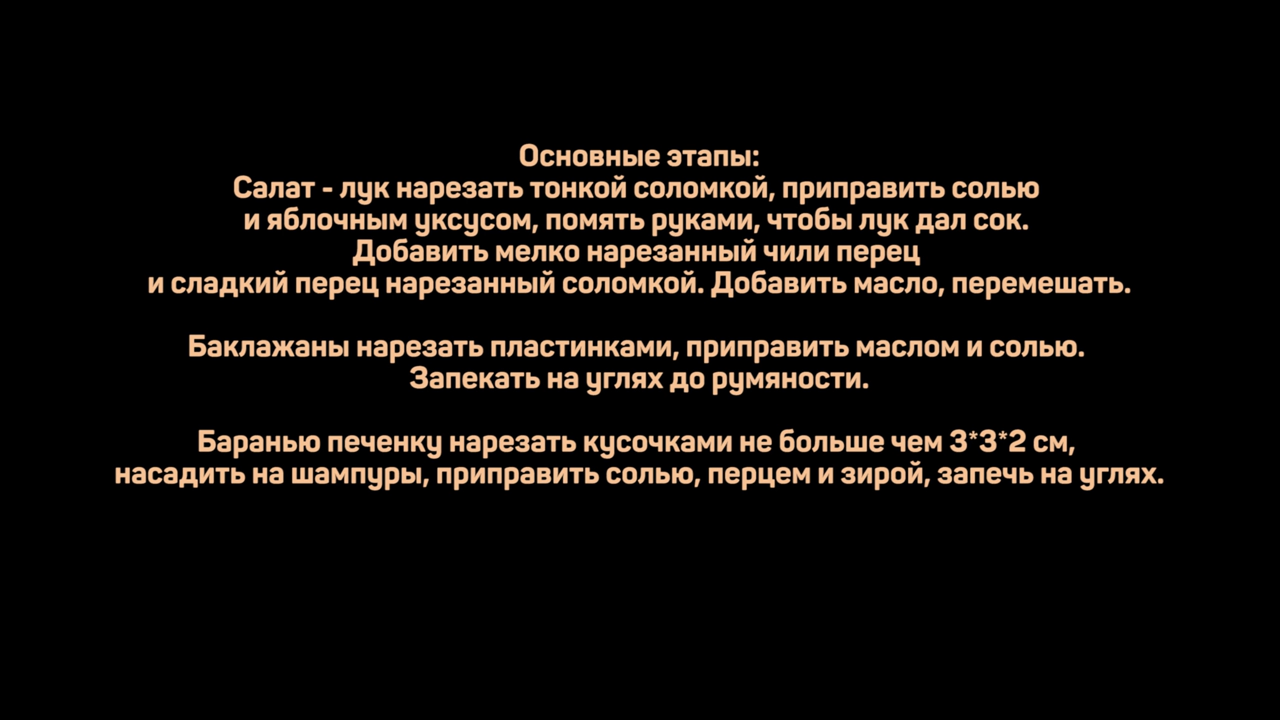 Основные этапы:
Салат - лук нарезать тонкой соломкой, приправить солью
и яблочным уксусом, помять руками, чтобы лук дал сок.
Добавить мелко нарезанный чили перец
и сладкий перец нарезанный соломкой. Добавить масло, перемешать.
Баклажаны нарезать пластинками, приправить маслом и солью.
Запекать на углях до румяности.
Баранью печенку нарезать кусочками не больше чем 3*3*2 см,
насадить на шампуры, приправить солью, перцем и зирой, запечь на углях.